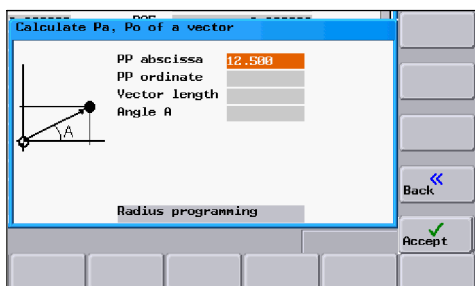 Calculate Pa, Po of a vector
PP abscissa 12.500
PP ordinate
Vector length
Angle A
A
Radius programming
Back
Accept